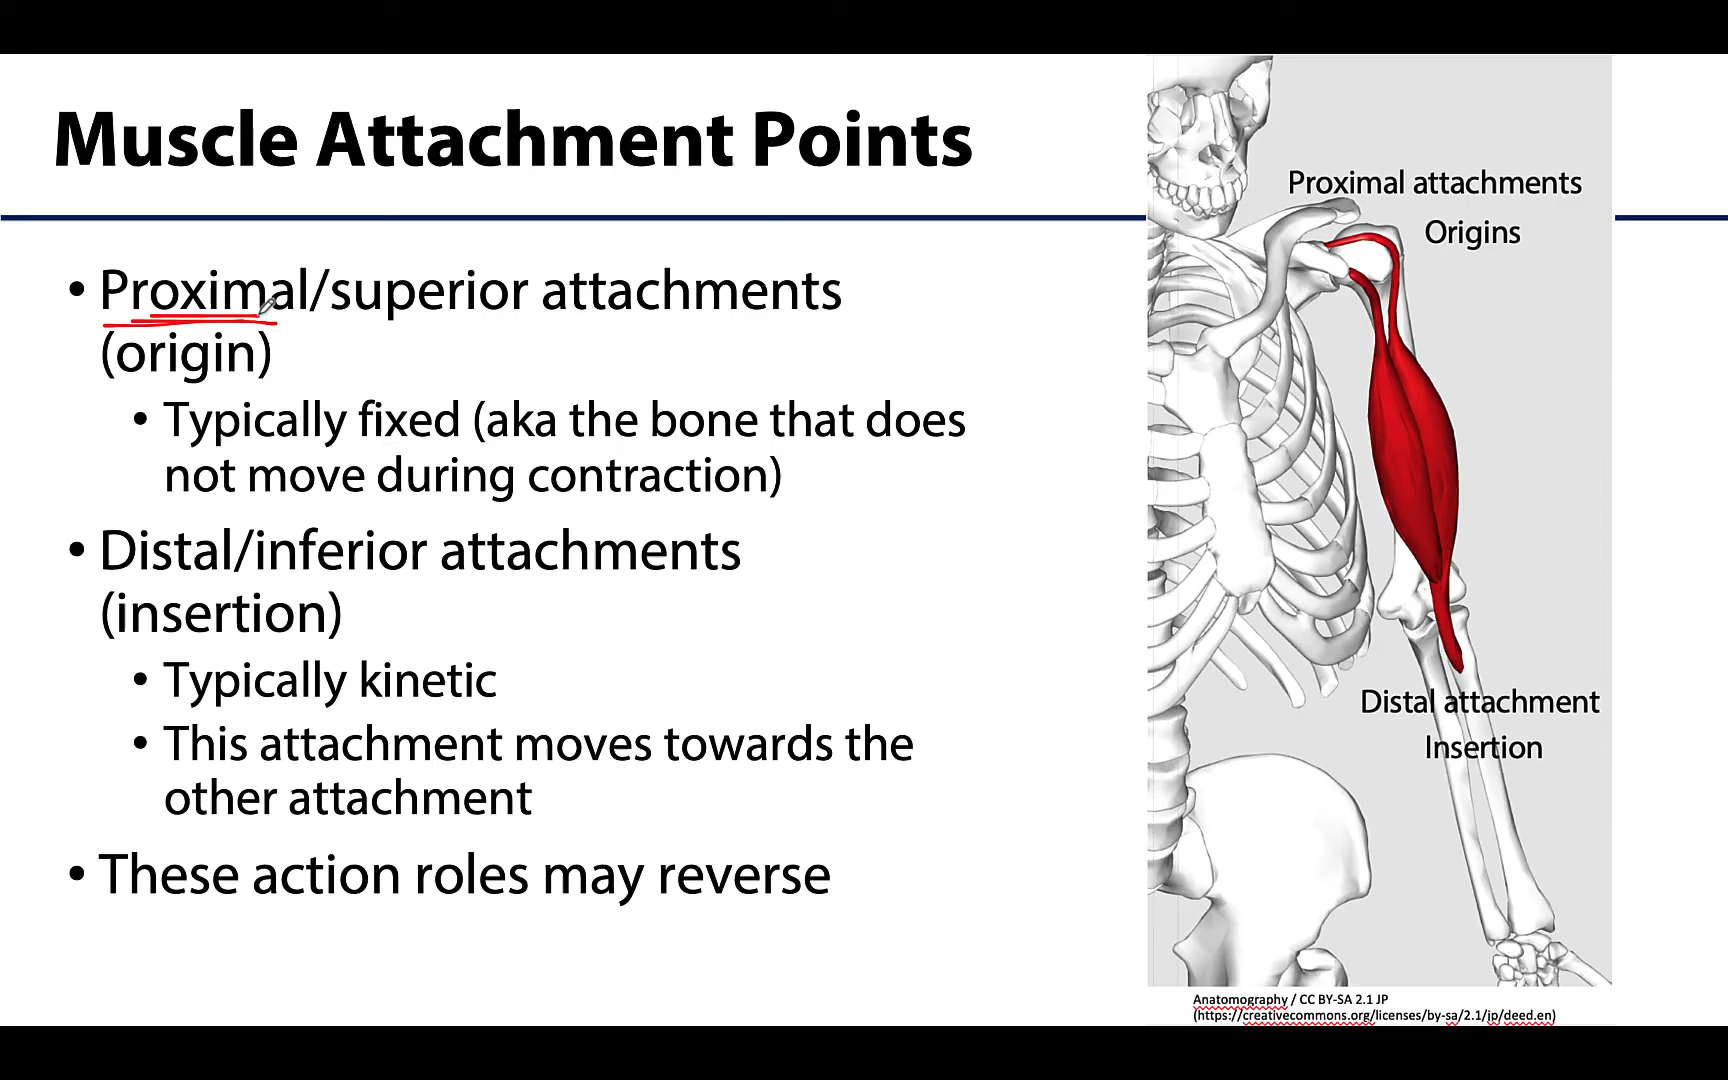 Muscle Attachment Points
• Proximal/superior attachments
(origin)
• Typically fixed (aka the bone that does
not move during contraction)
• Distal/inferior attachments
(insertion)
• Typically kinetic
• This attachment moves towards the
other attachment
• These action roles may reverse
Proximal attachments
Origins
Distal attachment
Insertion
Anatomography / CC BY-SA 2.1 JP
(https://creativecommons.org/licenses/by-sa/2.1/jp/deed.en)